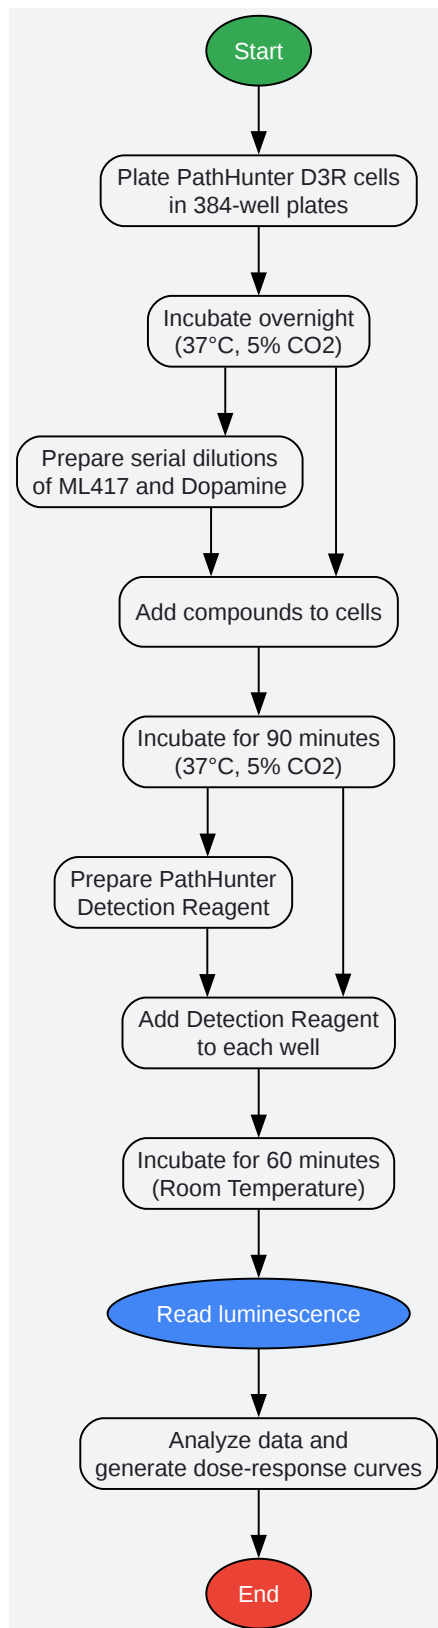 Start
Plate PathHunter D3R cells
in 384-well plates
Incubate overnight
(37°C, 5% CO2)
Prepare serial dilutions
of ML417 and Dopamine
Add compounds to cells
Incubate for 90 minutes
(37°C, 5% CO2)
Prepare PathHunter
Detection Reagent
Add Detection Reagent
to each well
Incubate for 60 minutes
(Room Temperature)
Read luminescence
Analyze data and
generate dose-response curves
End